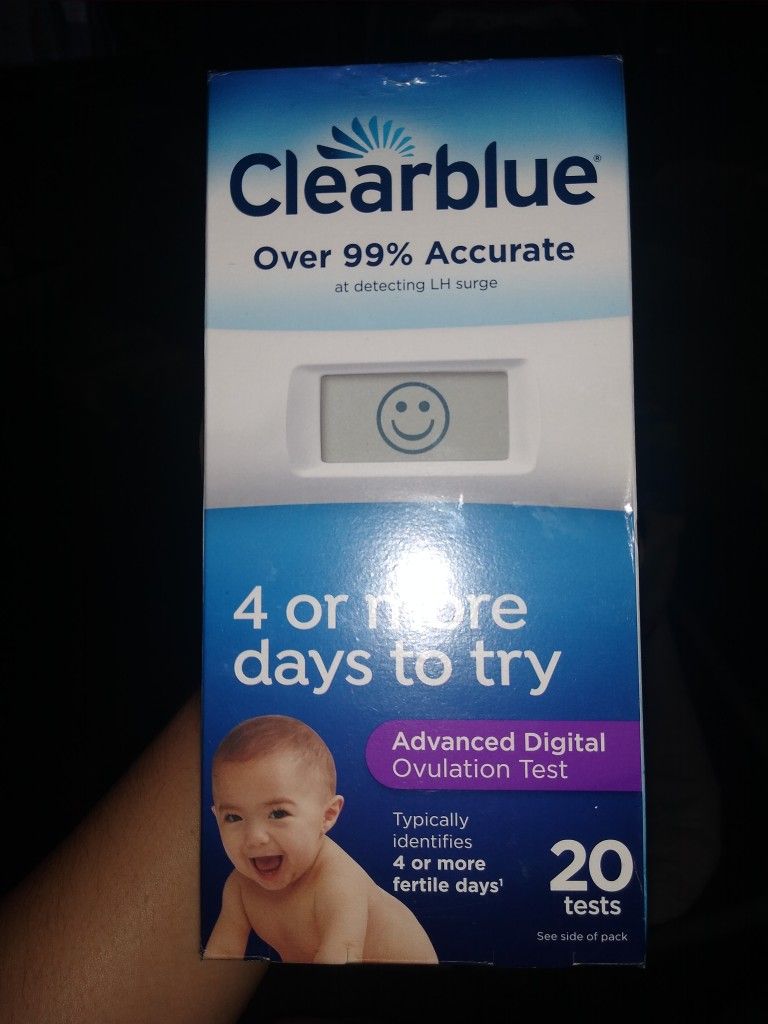 Clearblue®
Over 99% Accurate
at detecting LH surge
4 or more
days to try
Advanced Digital
Ovulation Test
Typically
identifies
4 or more
fertile days¹
20
tests
See side of pack